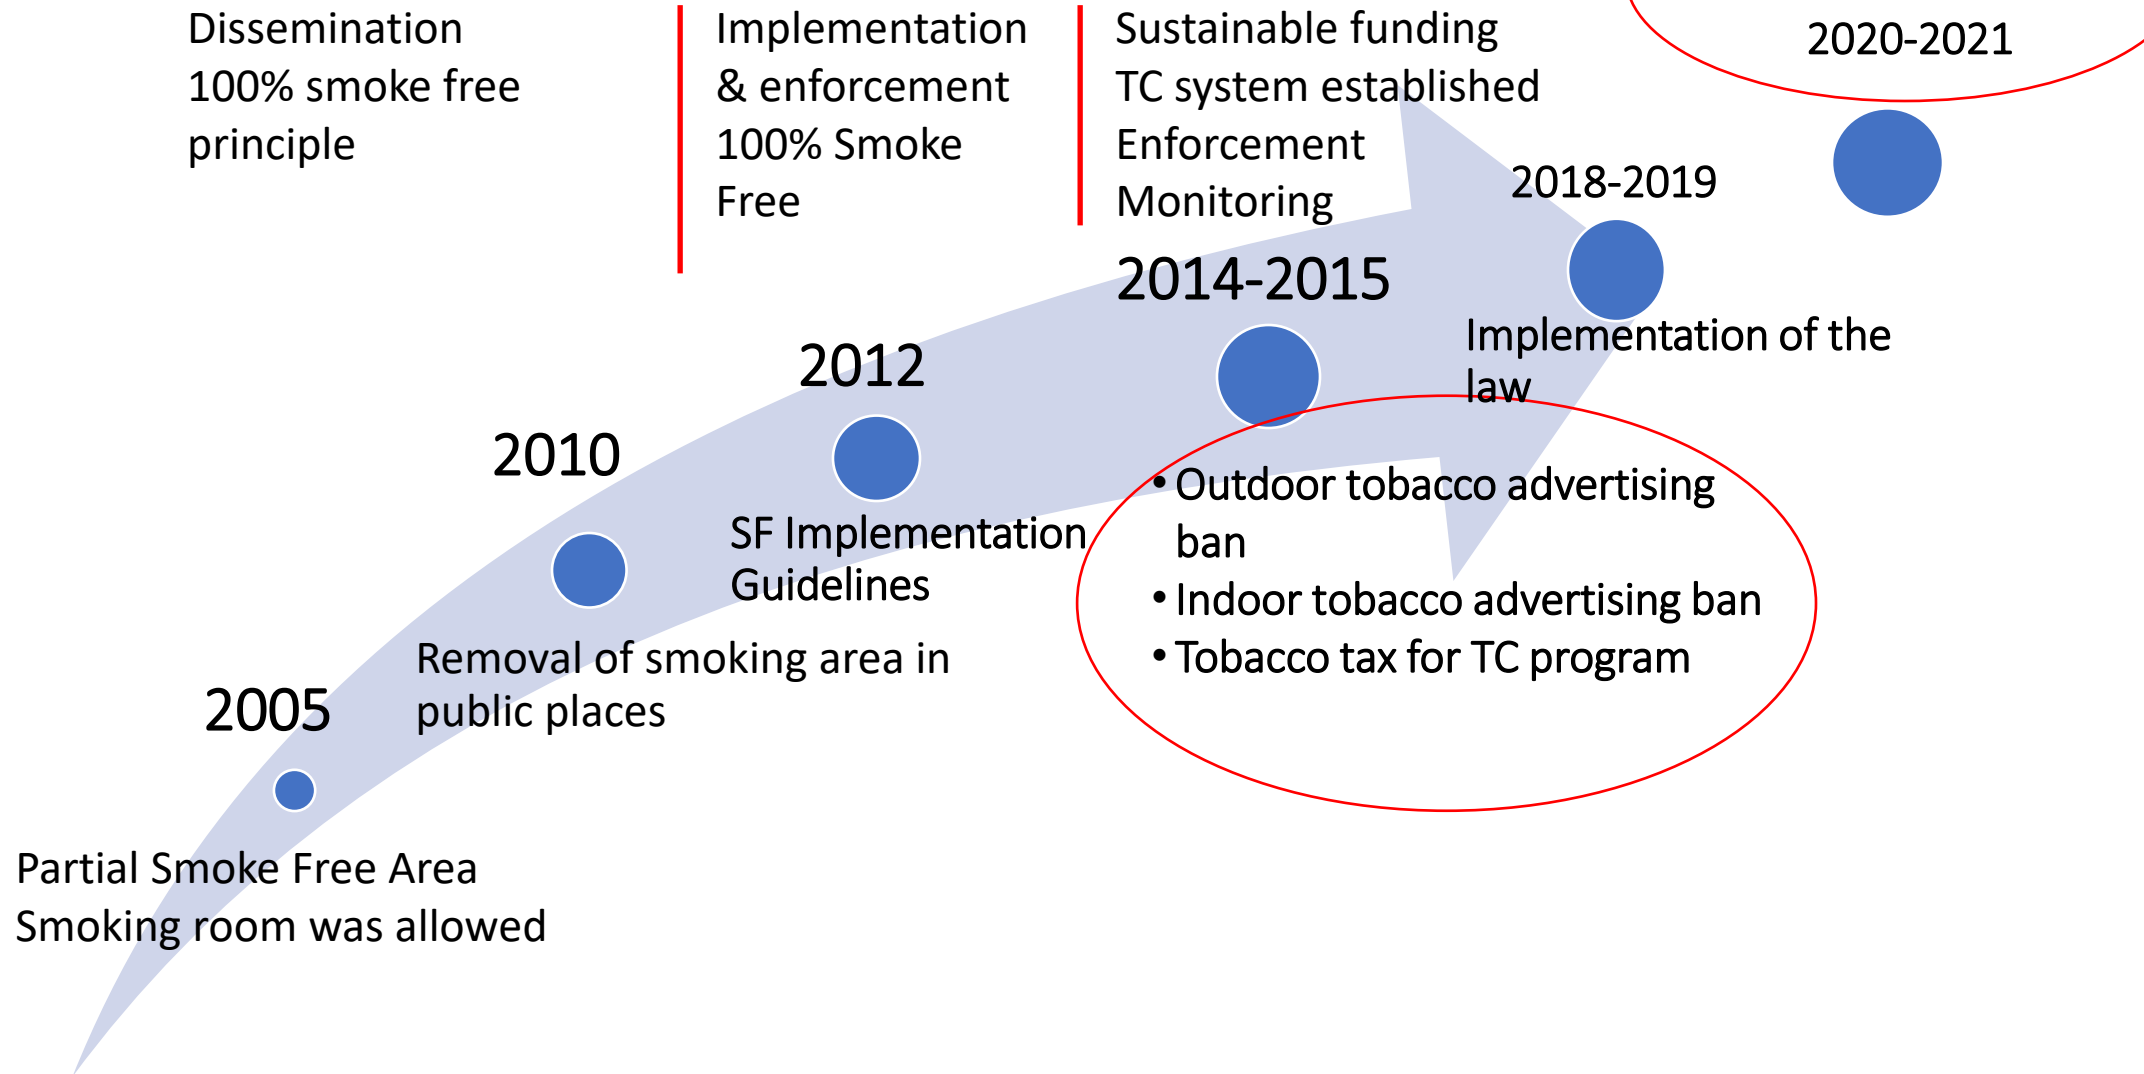 Dissemination
100% smoke free
principle
Implementation
& enforcement
100% Smoke
Free
Sustainable funding
TC system established
Enforcement
Monitoring
2020-2021
2018-2019
Implementation of the
law
2014-2015
• Outdoor tobacco advertising
ban
• Indoor tobacco advertising ban
• Tobacco tax for TC program
2012
SF Implementation
Guidelines
2010
Removal of smoking area in
public places
2005
Partial Smoke Free Area
Smoking room was allowed